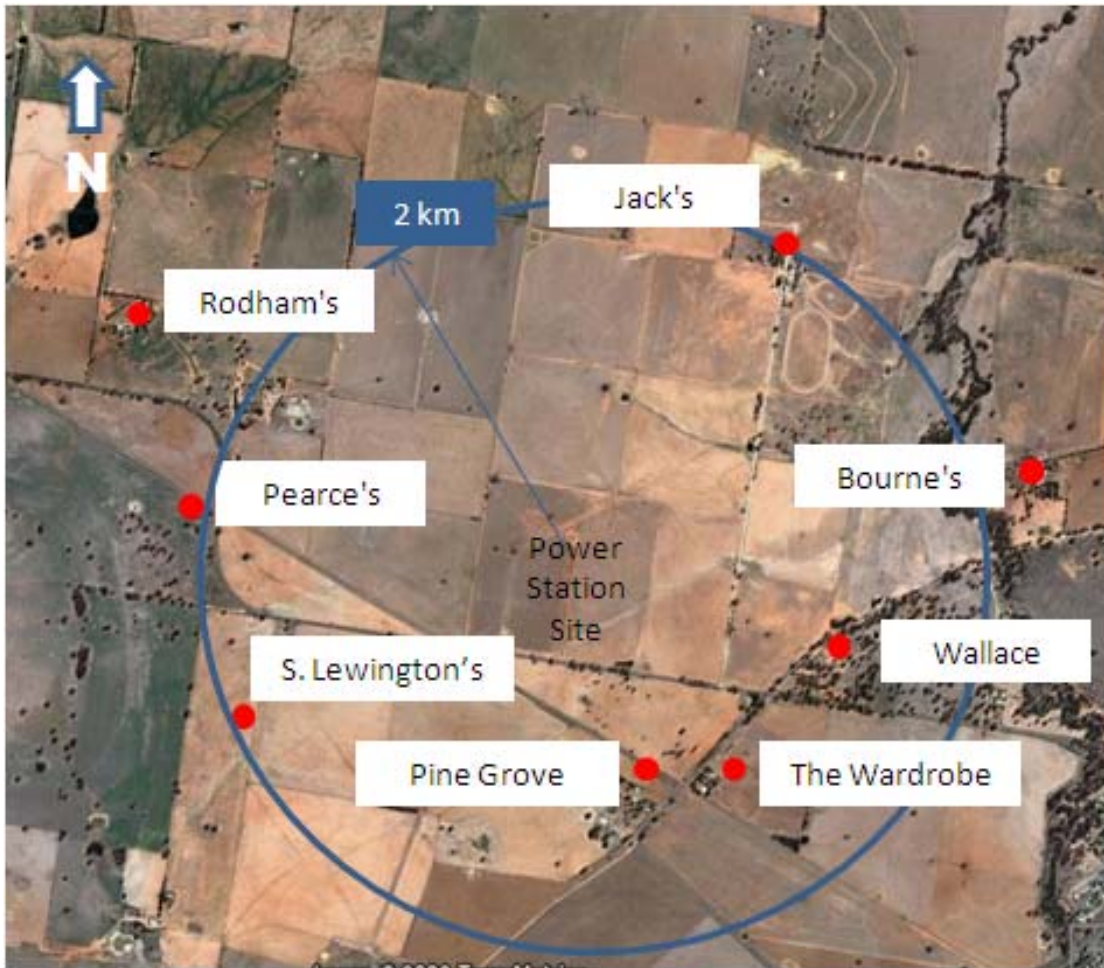 N
2 km
Jack's
Rodham's
Bourne's
Pearce's
Power
Station
Site
Wallace
S. Lewington’s
Pine Grove
The Wardrobe